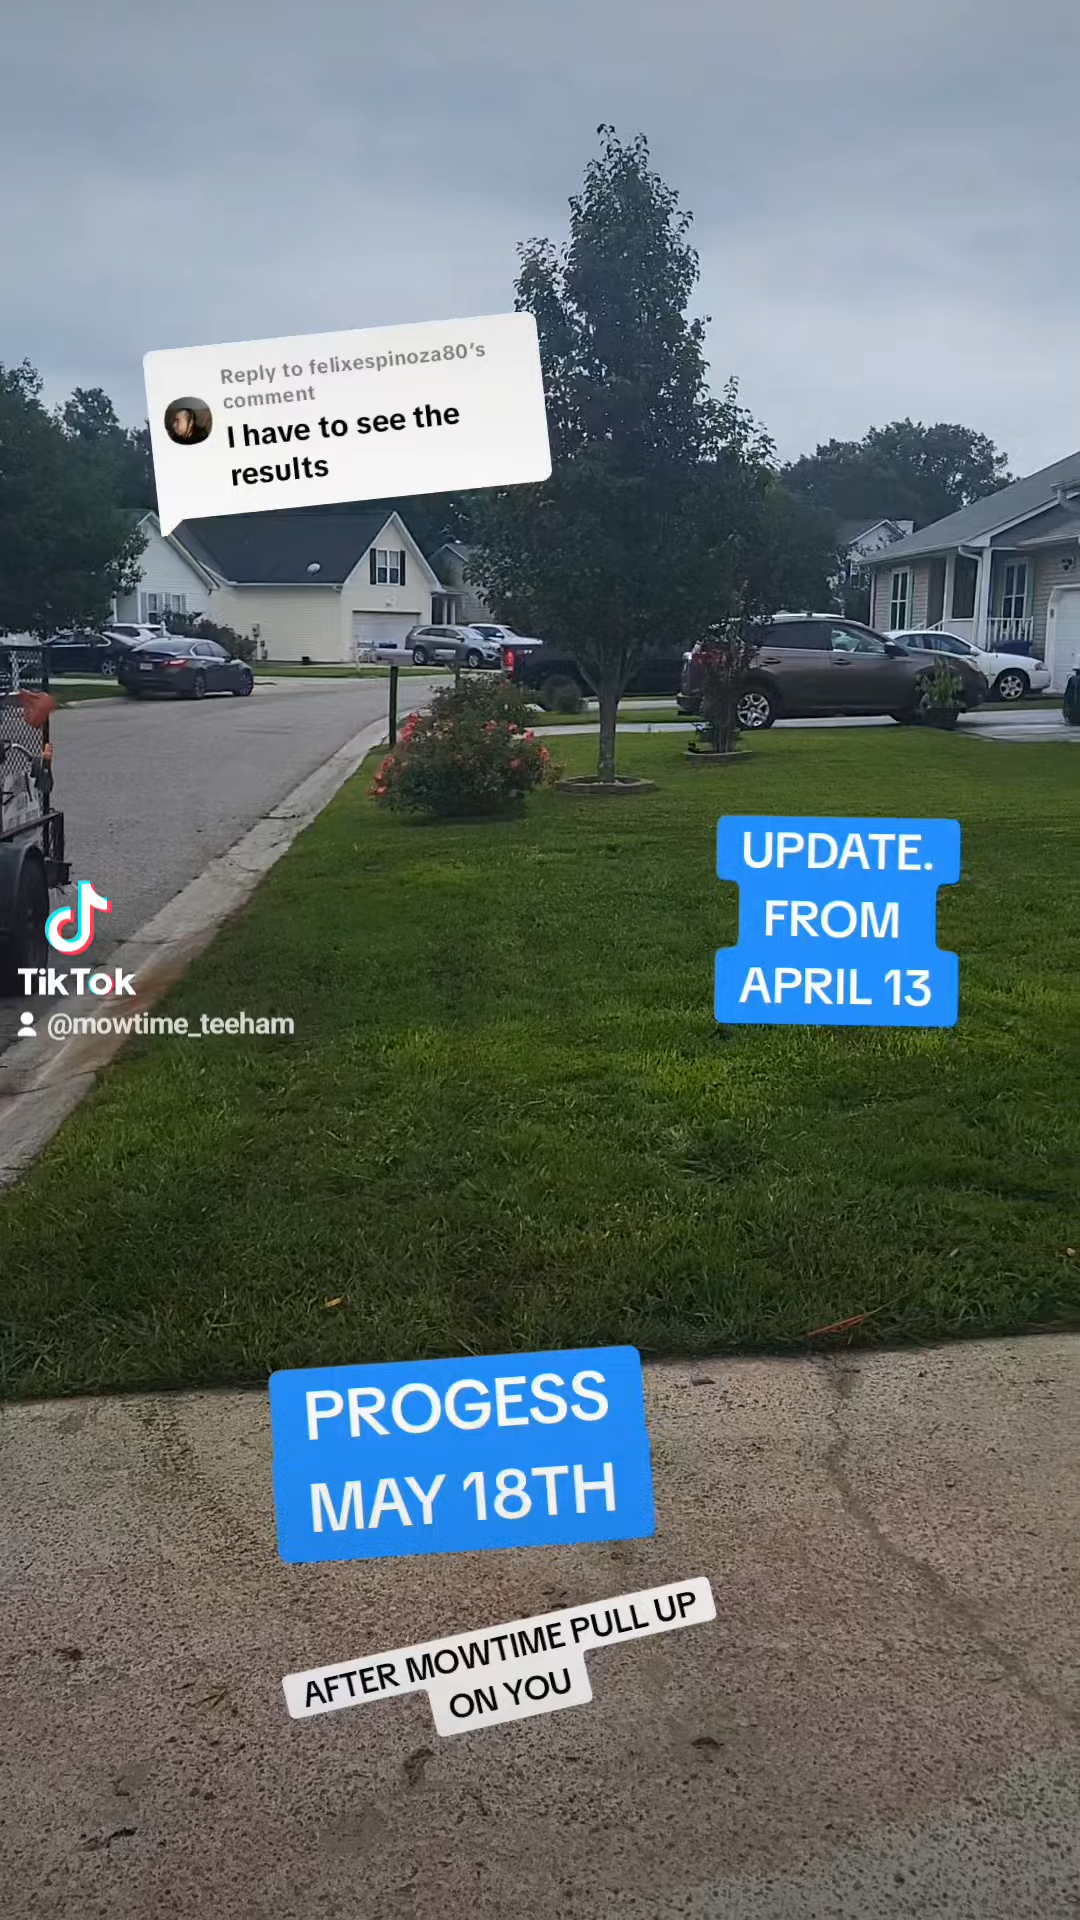 Reply to felixespinoza80's
comment
I have to see the
results
UPDATE.
FROM
APRIL 13
TikTok
@mowtime_teeham
PROGESS
MAY 18TH
AFTER MOWTIME PULL UP
ON YOU